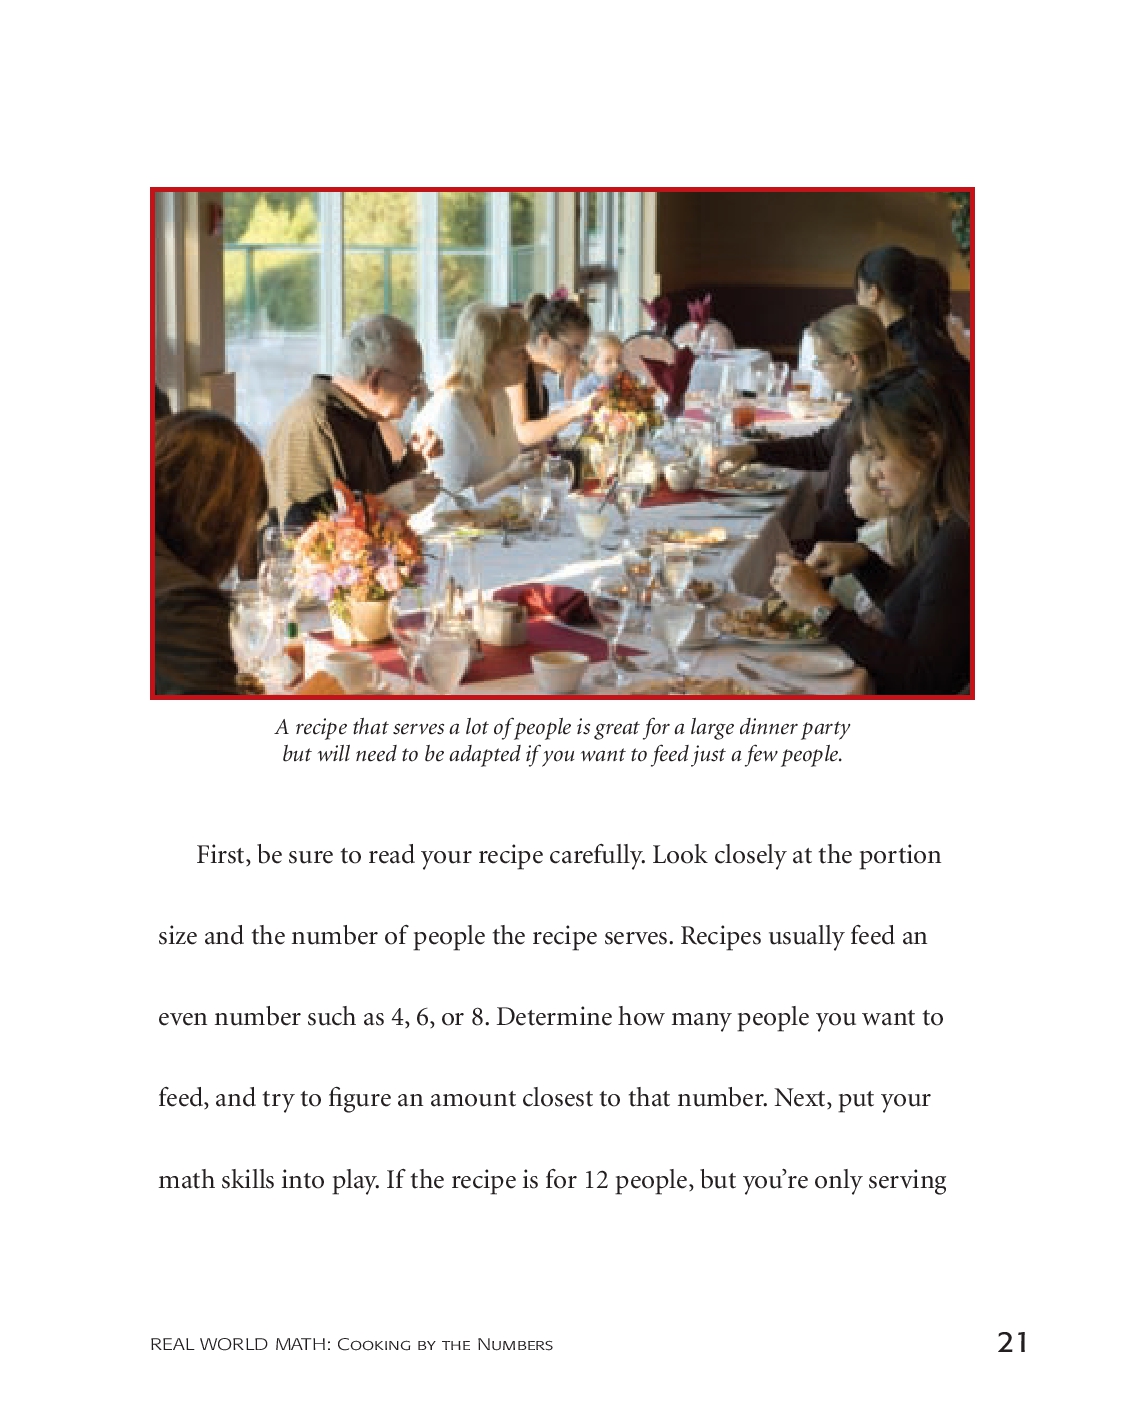 A recipe that serves a lot of people is great for a large dinner party
but will need to be adapted if you want to feed just a few people.
First, be sure to read your recipe carefully. Look closely at the portion
size and the number of people the recipe serves. Recipes usually feed an
even number such as 4, 6, or 8. Determine how many people you want to
feed, and try to figure an amount closest to that number. Next, put your
math skills into play. If the recipe is for 12 people, but you’re only serving
REAL WORLD MATH: COOKING BY THE NUMBERS 21